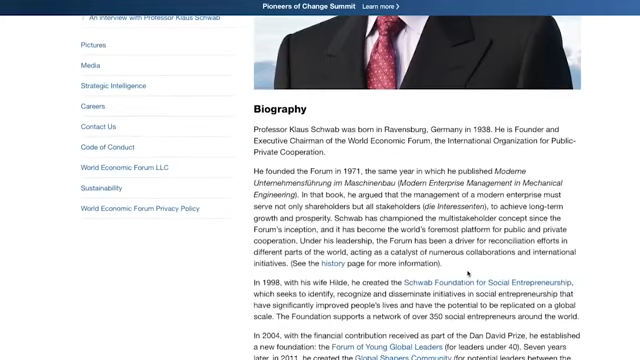 Pioneers of Change Summit Learn more
An Interview with Professor Klaus Schwab
Pictures
Media
Strategic Intelligence
Careers
Contact Us
Code of Conduct
World Economic Forum LLC
Sustainability
World Economic Forum Privacy Policy
Biography
Professor Klaus Schwab was born in Ravensburg, Germany in 1938. He is Founder and
Executive Chairman of the World Economic Forum, the International Organization for Public-
Private Cooperation.
He founded the Forum in 1971, the same year in which he published Moderne
Unternehmensführung im Maschinenbau (Modern Enterprise Management in Mechanical
Engineering). In that book, he argued that the management of a modern enterprise must
serve not only shareholders but all stakeholders (die Interessenten), to achieve long-term
growth and prosperity. Schwab has championed the multistakeholder concept since the
Forum's inception, and it has become the world's foremost platform for public and private
cooperation. Under his leadership, the Forum has been a driver for reconciliation efforts in
different parts of the world, acting as a catalyst of numerous collaborations and international
initiatives. (See the history page for more information).
In 1998, with his wife Hilde, he created the Schwab Foundation for Social Entrepreneurship,
which seeks to identify, recognize and disseminate initiatives in social entrepreneurship that
have significantly improved people's lives and have the potential to be replicated on a global
scale. The Foundation supports a network of over 350 social entrepreneurs around the world.
In 2004, with the financial contribution received as part of the Dan David Prize, he established
a new foundation: the Forum of Young Global Leaders (for leaders under 40). Seven years
later, in 2011, he created the Global Shapers Community (for potential leaders between the